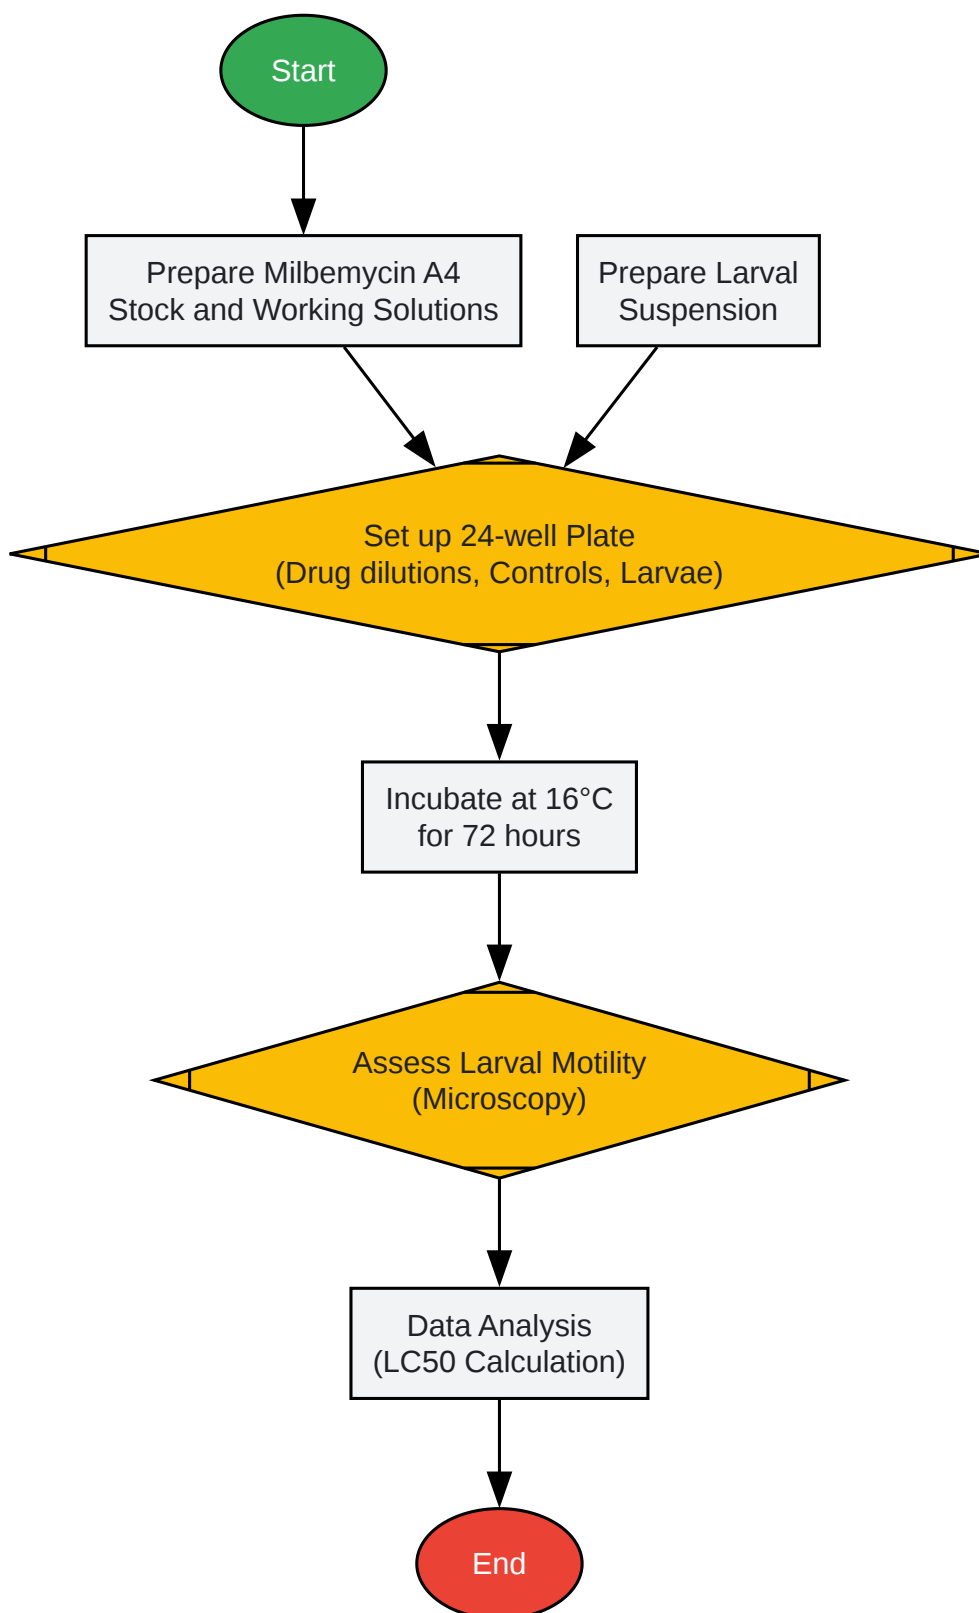 Start
Prepare Milbemycin A4
Stock and Working Solutions
Prepare Larval
Suspension
Set up 24-well Plate
(Drug dilutions, Controls, Larvae)
Incubate at 16°C
for 72 hours
Assess Larval Motility
(Microscopy)
Data Analysis
(LC50 Calculation)
End